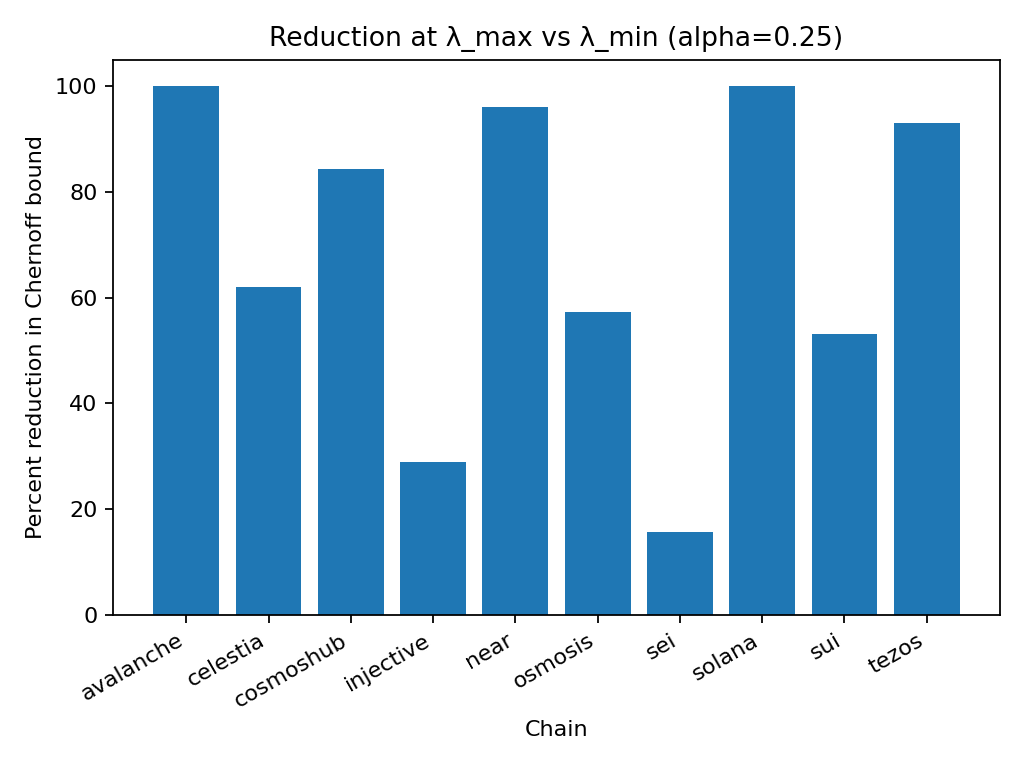 Reduction at λ_max vs λ_min (alpha=0.25)
Percent reduction in Chernoff bound
100
80
60
40
20
0
avalanche
celestia
cosmoshub
injective
near
osmosis
sei
solana
sui
tezos
Chain